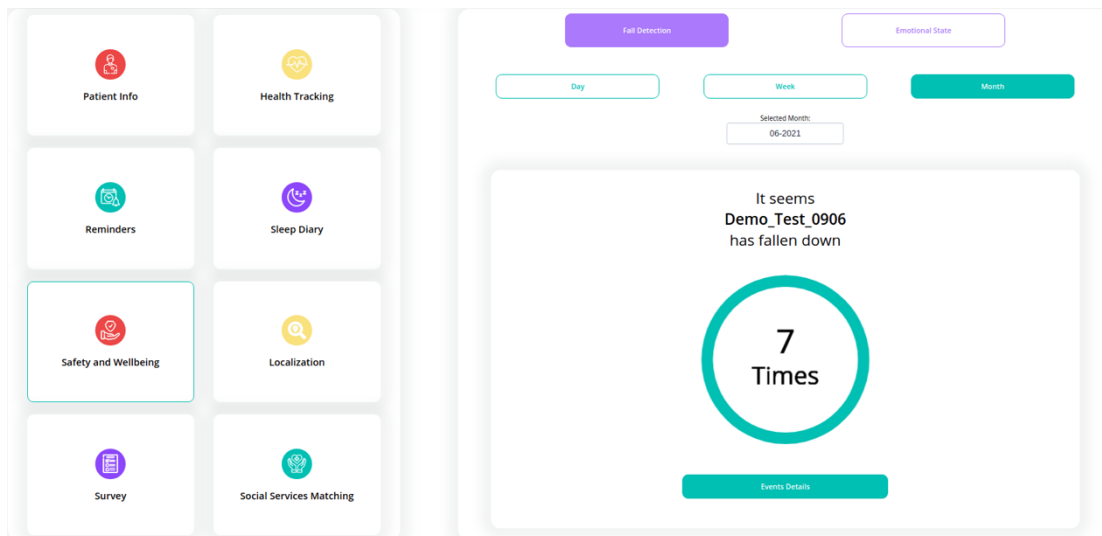 Patient Info
Health Tracking
Reminders
Sleep Diary
Safety and Wellbeing
Localization
Survey
Social Services Matching
Fall Detection
Emotional State
Day
Week
Month
Selected Month:
06-2021
It seems
Demo_Test_0906
has fallen down
7
Times
Events Details